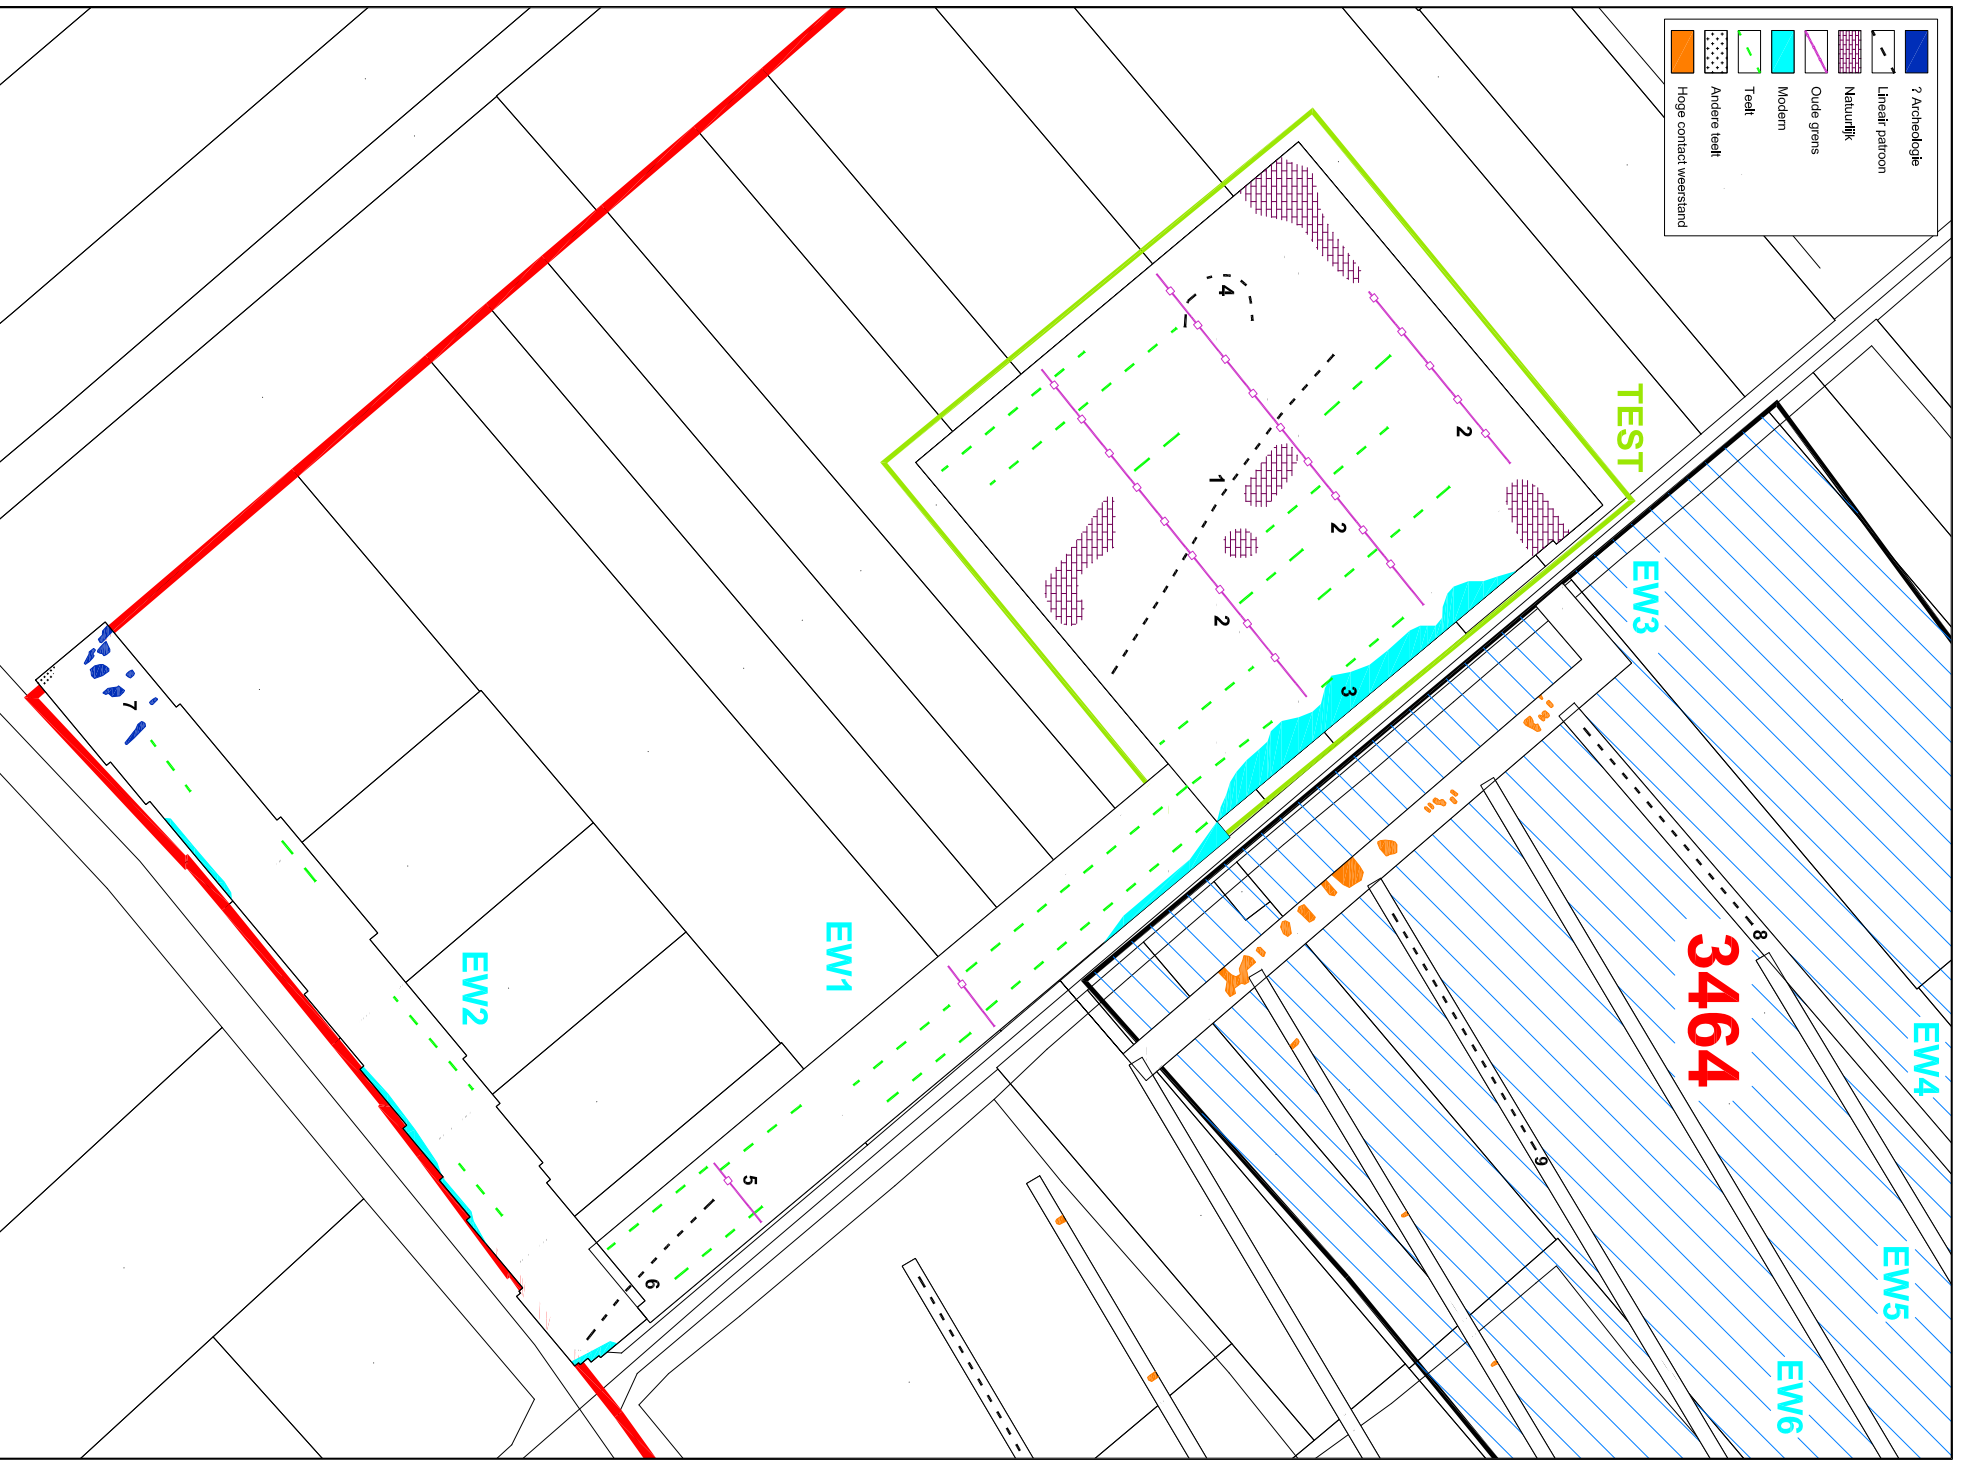 ? Archeologie
Lineair patroon
Natuurlijk
Oude grens
Modern
Teelt
Andere teelt
Hoge contact weerstand
TEST
EW3
EW4
EW5
EW6
3464
8
9
2
2
2
4
1
3
EW1
EW2
5
6
7